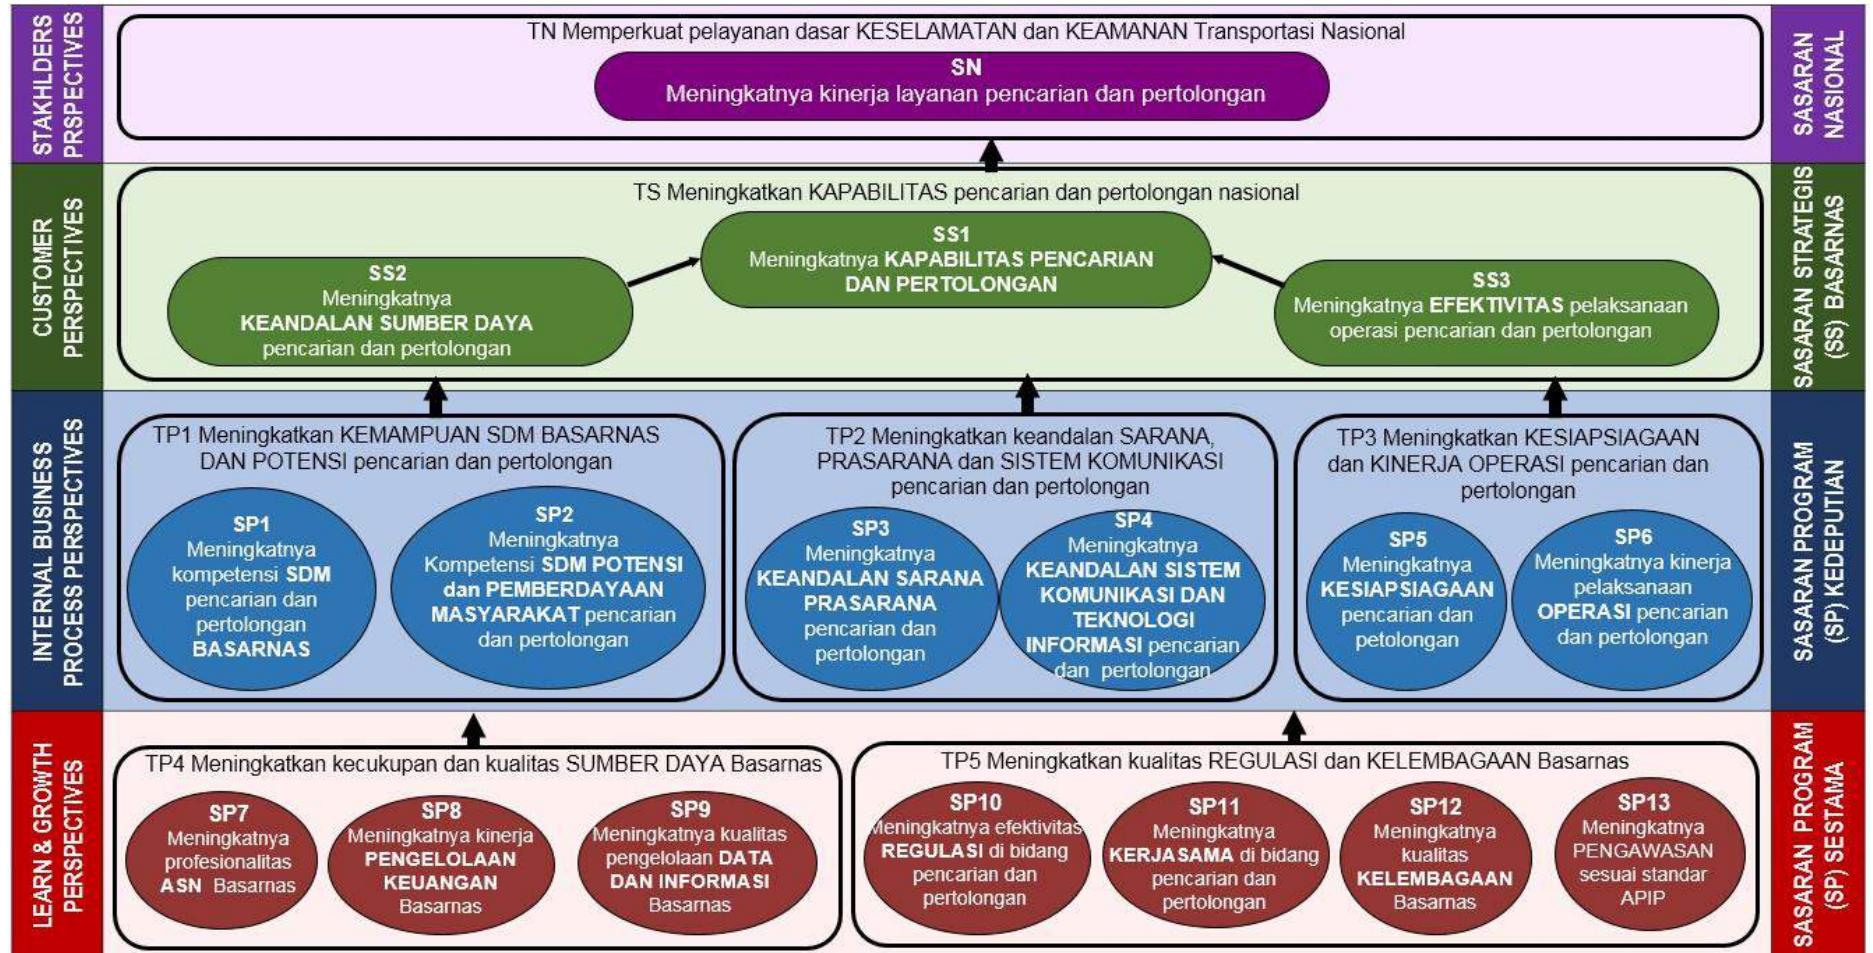 STAKHLDERS
PRSPECTIVES
TN Memperkuat pelayanan dasar KESELAMATAN dan KEAMANAN Transportasi Nasional
SN
Meningkatnya kinerja layanan pencarian dan pertolongan
SASARAN
NASIONAL
CUSTOMER
PERSPECTIVES
TS Meningkatkan KAPABILITAS pencarian dan pertolongan nasional
SS1
Meningkatnya KAPABILITAS PENCARIAN
DAN PERTOLONGAN
SS2
Meningkatnya
KEANDALAN SUMBER DAYA
pencarian dan pertolongan
SS3
Meningkatnya EFEKTIVITAS pelaksanaan
operasi pencarian dan pertolongan
SASARAN STRATEGIS
(SS) BASARNAS
INTERNAL BUSINESS
PROCESS PERSPECTIVES
TP1 Meningkatkan KEMAMPUAN SDM BASARNAS
DAN POTENSI pencarian dan pertolongan
SP1
Meningkatnya
kompetensi SDM
pencarian dan
pertolongan
BASARNAS
SP2
Meningkatnya
Kompetensi SDM POTENSI
dan PEMBERDAYAAN
MASYARAKAT pencarian
dan pertolongan
TP2 Meningkatkan keandalan SARANA,
PRASARANA dan SISTEM KOMUNIKASI
pencarian dan pertolongan
SP3
Meningkatnya
KEANDALAN SARANA
PRASARANA
pencarian dan
pertolongan
SP4
Meningkatnya
KEANDALAN SISTEM
KOMUNIKASI DAN
TEKNOLOGI
INFORMASI pencarian
dan pertolongan
TP3 Meningkatkan KESIAPSIAGAAN
dan KINERJA OPERASI pencarian dan
pertolongan
SP5
Meningkatnya
KESIAPSIAGAAN
pencarian dan
petolongan
SP6
Meningkatnya kinerja
pelaksanaan
OPERASI pencarian
dan pertolongan
SASARAN PROGRAM
(SP) KEDEPUTIAN
LEARN & GROWTH
PERSPECTIVES
TP4 Meningkatkan kecukupan dan kualitas SUMBER DAYA Basarnas
SP7
Meningkatnya
profesionalitas
ASN Basarnas
SP8
Meningkatnya kinerja
PENGELOLAAN
KEUANGAN
Basarnas
SP9
Meningkatnya kualitas
pengelolaan DATA
DAN INFORMASI
Basarnas
TP5 Meningkatkan kualitas REGULASI dan KELEMBAGAAN Basarnas
SP10
Meningkatnya efektivitas
REGULASI di bidang
pencarian dan
pertolongan
SP11
Meningkatnya
KERJASAMA di bidang
pencarian dan
pertolongan
SP12
Meningkatnya
kualitas
KELEMBAGAAN
Basarnas
SP13
Meningkatnya
PENGAWASAN
sesuai standar
APIP
SASARAN PROGRAM
(SP) SESTAMA